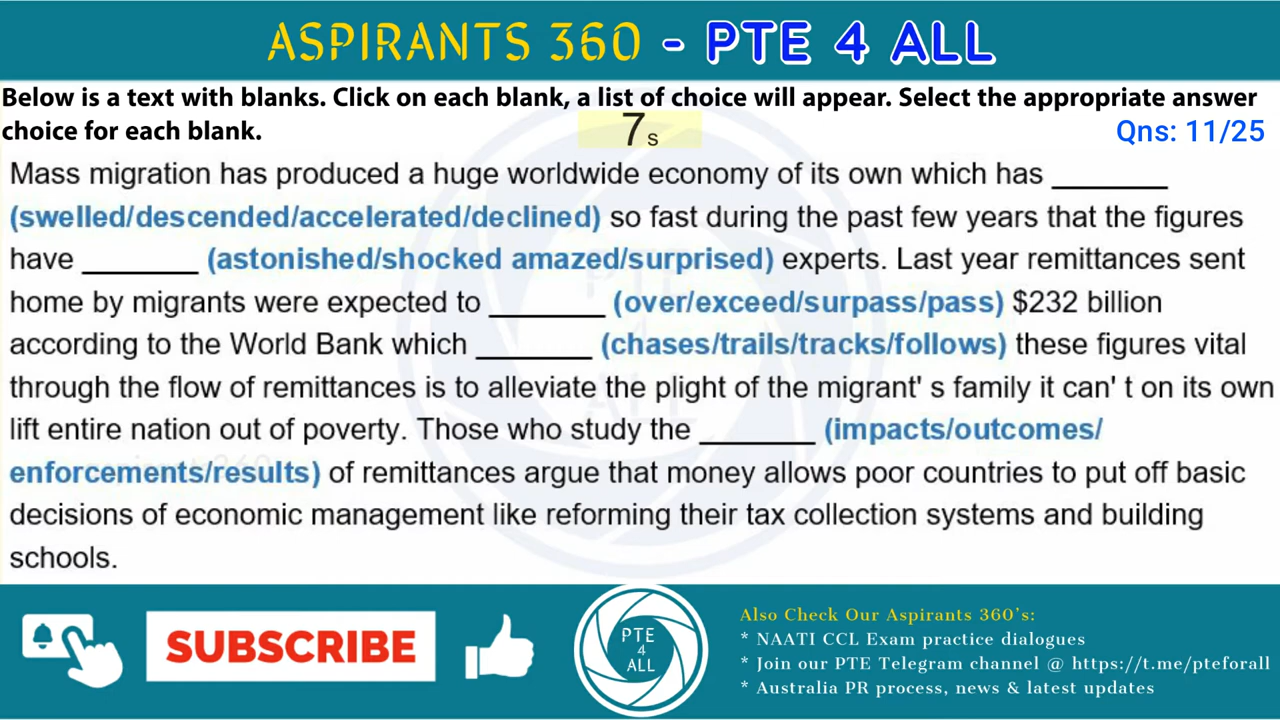 ASPIRANTS 360 - PTE 4 ALL
Below is a text with blanks. Click on each blank, a list of choice will appear. Select the appropriate answer
choice for each blank.
7s
Qns: 11/25
Mass migration has produced a huge worldwide economy of its own which has _______
(swelled/descended/accelerated/declined) so fast during the past few years that the figures
have _______ (astonished/shocked amazed/surprised) experts. Last year remittances sent
home by migrants were expected to _______ (over/exceed/surpass/pass) $232 billion
according to the World Bank which _______ (chases/trails/tracks/follows) these figures vital
through the flow of remittances is to alleviate the plight of the migrant' s family it can' t on its own
lift entire nation out of poverty. Those who study the _______ (impacts/outcomes/
enforcements/results) of remittances argue that money allows poor countries to put off basic
decisions of economic management like reforming their tax collection systems and building
schools.
SUBSCRIBE
PTE
4
ALL
Also Check Our Aspirants 360's:
* NAATI CCL Exam practice dialogues
* Join our PTE Telegram channel @ https://t.me/pteforall
* Australia PR process, news & latest updates